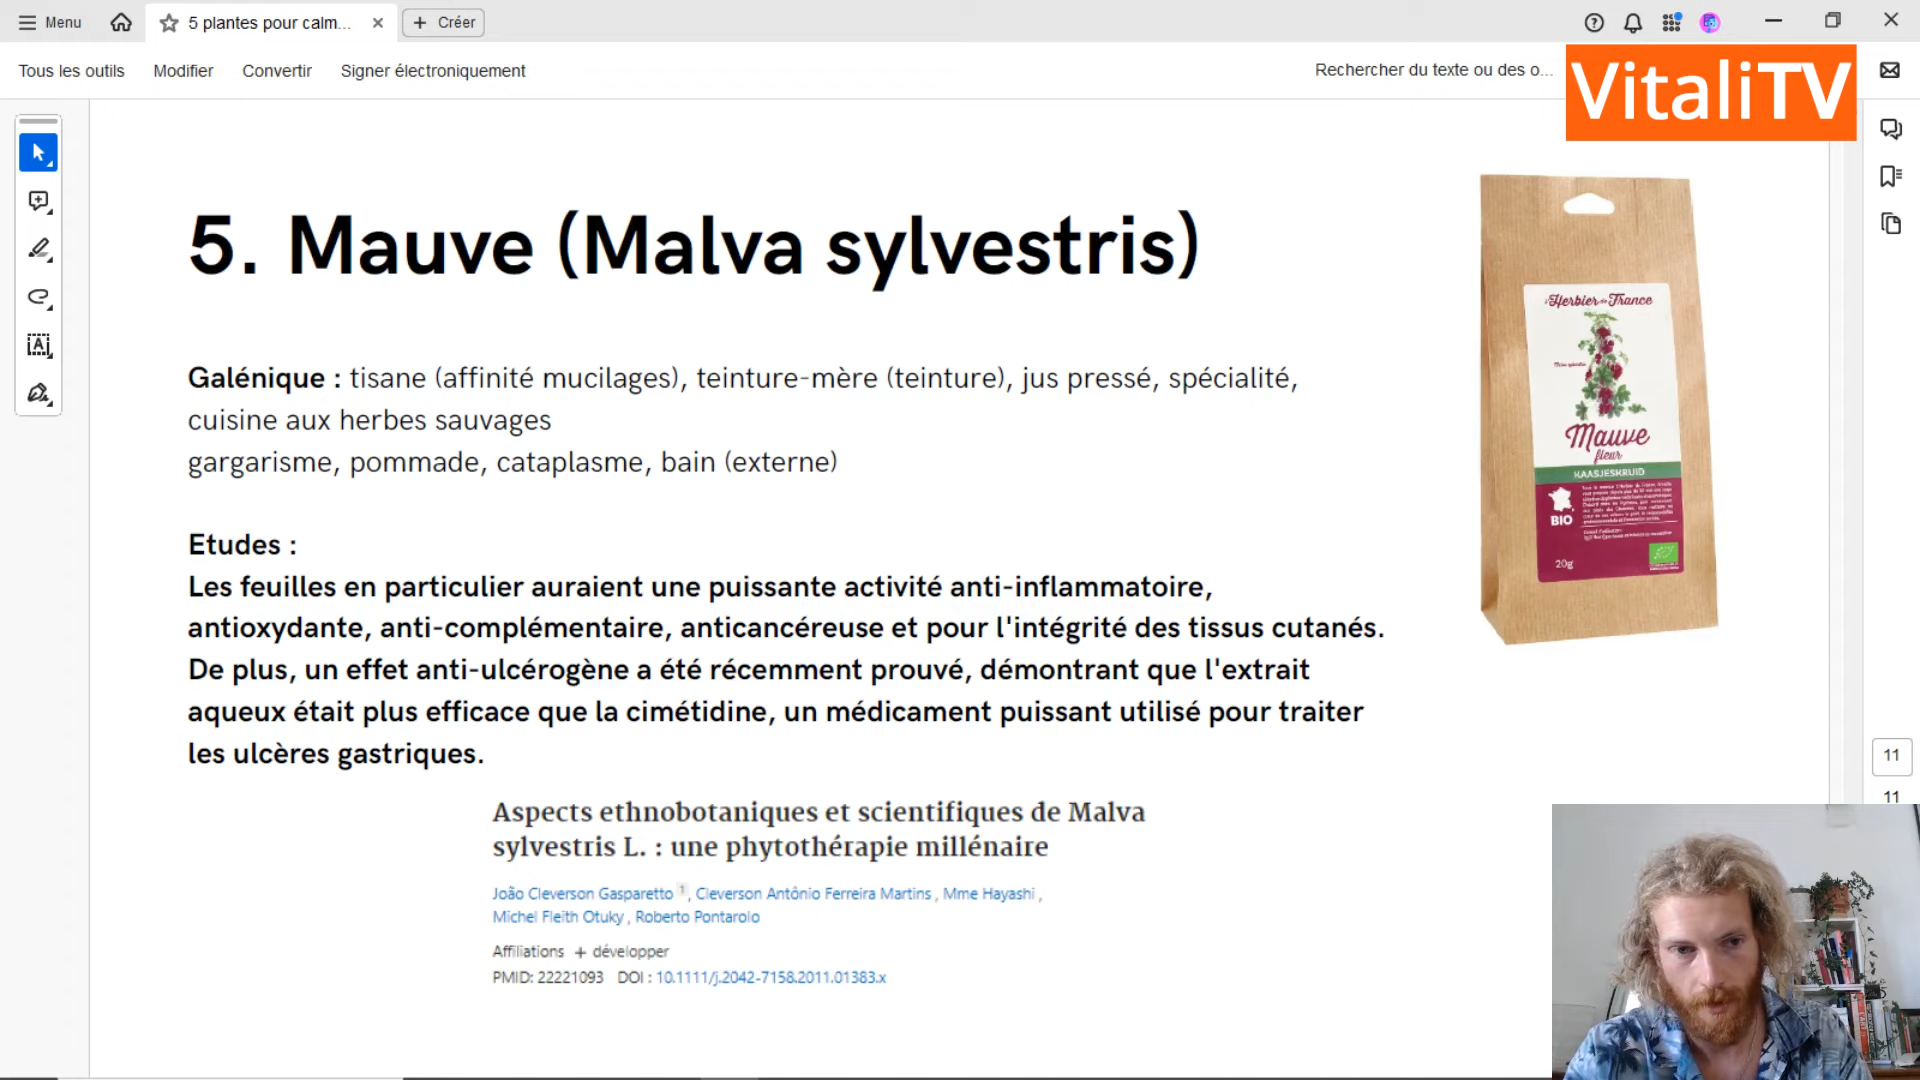 Menu
5 plantes pour calm...
Créer
Tous les outils
Modifier
Convertir
Signer électroniquement
Rechercher du texte ou des o...
VitaliTV
5. Mauve (Malva sylvestris)
Galénique : tisane (affinité mucilages), teinture-mère (teinture), jus pressé, spécialité,
cuisine aux herbes sauvages
gargarisme, pommade, cataplasme, bain (externe)
Etudes :
Les feuilles en particulier auraient une puissante activité anti-inflammatoire,
antioxydante, anti-complémentaire, anticancéreuse et pour l'intégrité des tissus cutanés.
De plus, un effet anti-ulcérogène a été récemment prouvé, démontrant que l'extrait
aqueux était plus efficace que la cimétidine, un médicament puissant utilisé pour traiter
les ulcères gastriques.
l'Herbier de France
Mauve
fleur
KAASJESKRUID
BIO
20g
Aspects ethnobotaniques et scientifiques de Malva
sylvestris L. : une phytothérapie millénaire
João Cleverson Gasparetto 1, Cleverson Antônio Ferreira Martins , Mme Hayashi ,
Michel Fleith Otuky , Roberto Pontarolo
Affiliations + développer
PMID: 22221093 DOI : 10.1111/j.2042-7158.2011.01383.x
11
11